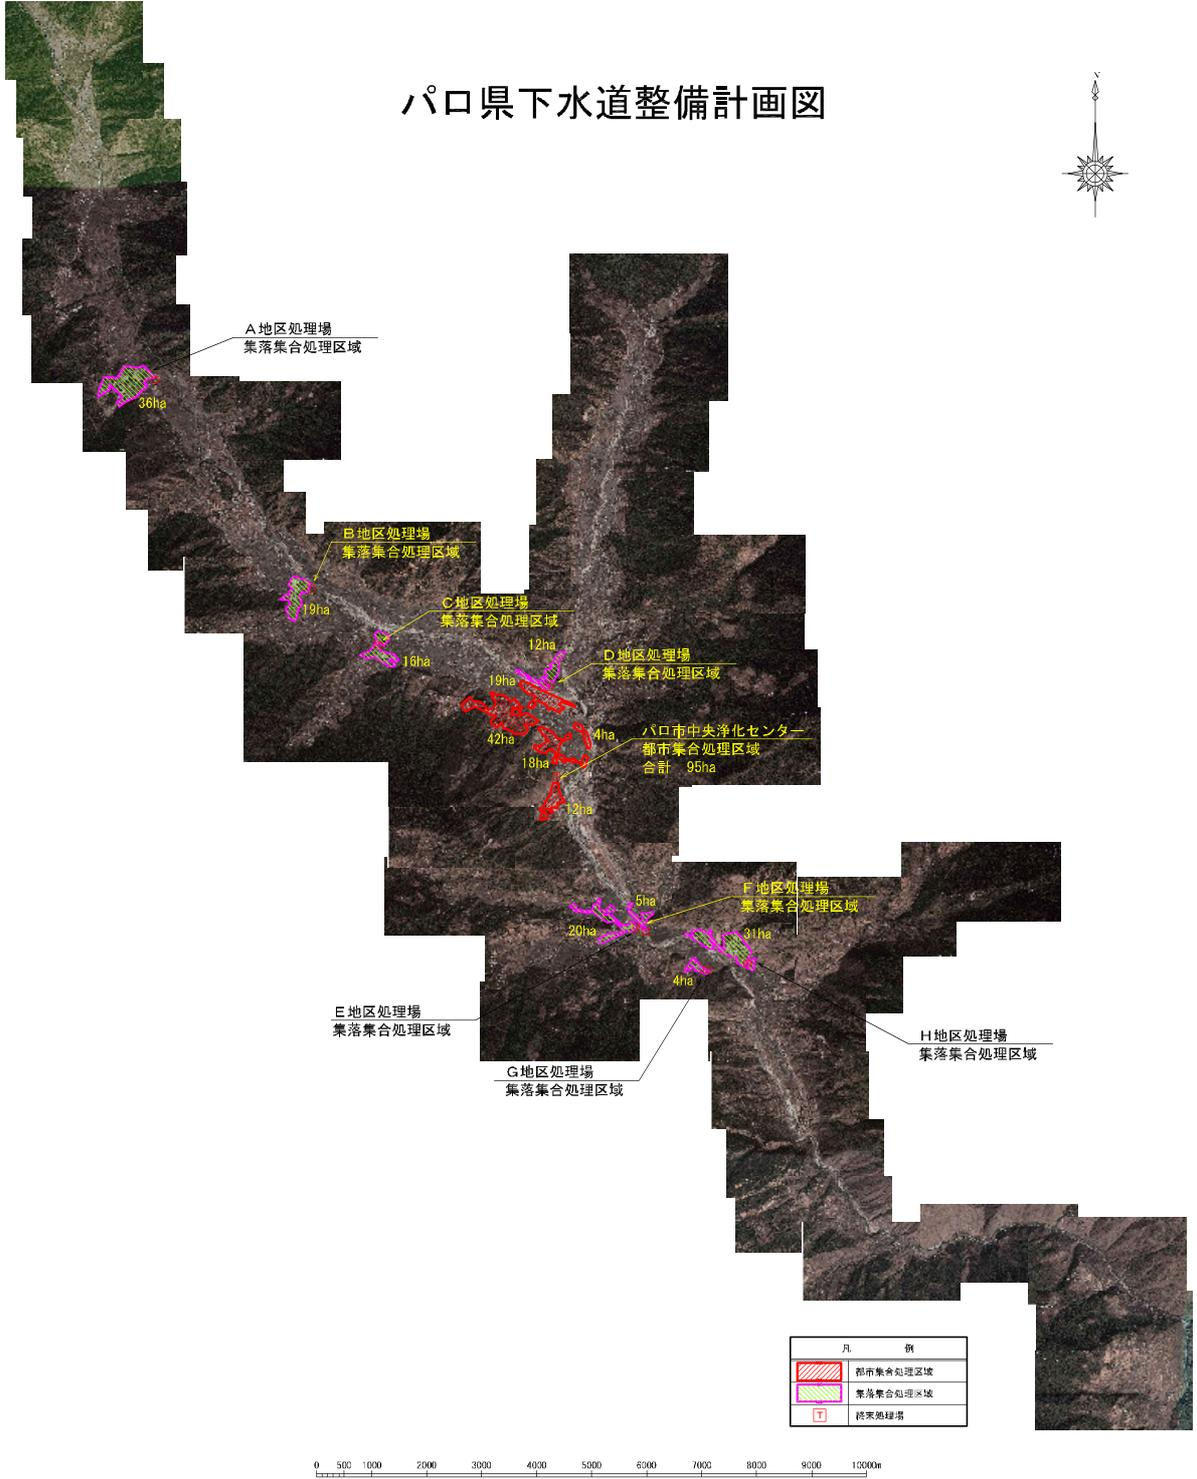 パロ県下水道整備計画図
N
A地区処理場
集落集合処理区域
36ha
B地区処理場
集落集合処理区域
19ha
C地区処理場
集落集合処理区域
16ha
12ha
D地区処理場
集落集合処理区域
19ha
42ha
4ha
18ha
パロ市中央浄化センター
都市集合処理区域
合計 95ha
12ha
F地区処理場
集落集合処理区域
5ha
20ha
31ha
4ha
E地区処理場
集落集合処理区域
H地区処理場
集落集合処理区域
G地区処理場
集落集合処理区域
凡 例
都市集合処理区域
集落集合処理区域
T 終末処理場
0 500 1000 2000 3000 4000 5000 6000 7000 8000 9000 10000m